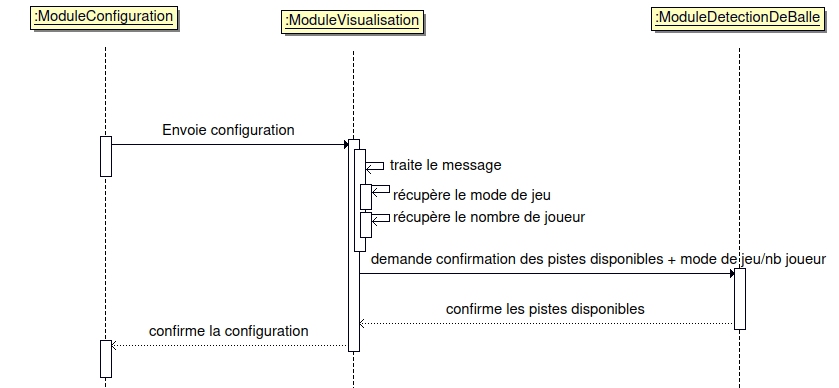 :ModuleConfiguration
:ModuleVisualisation
:ModuleDetectionDeBalle
Envoie configuration
traite le message
récupère le mode de jeu
récupère le nombre de joueur
demande confirmation des pistes disponibles + mode de jeu/nb joueur
confirme les pistes disponibles
confirme la configuration